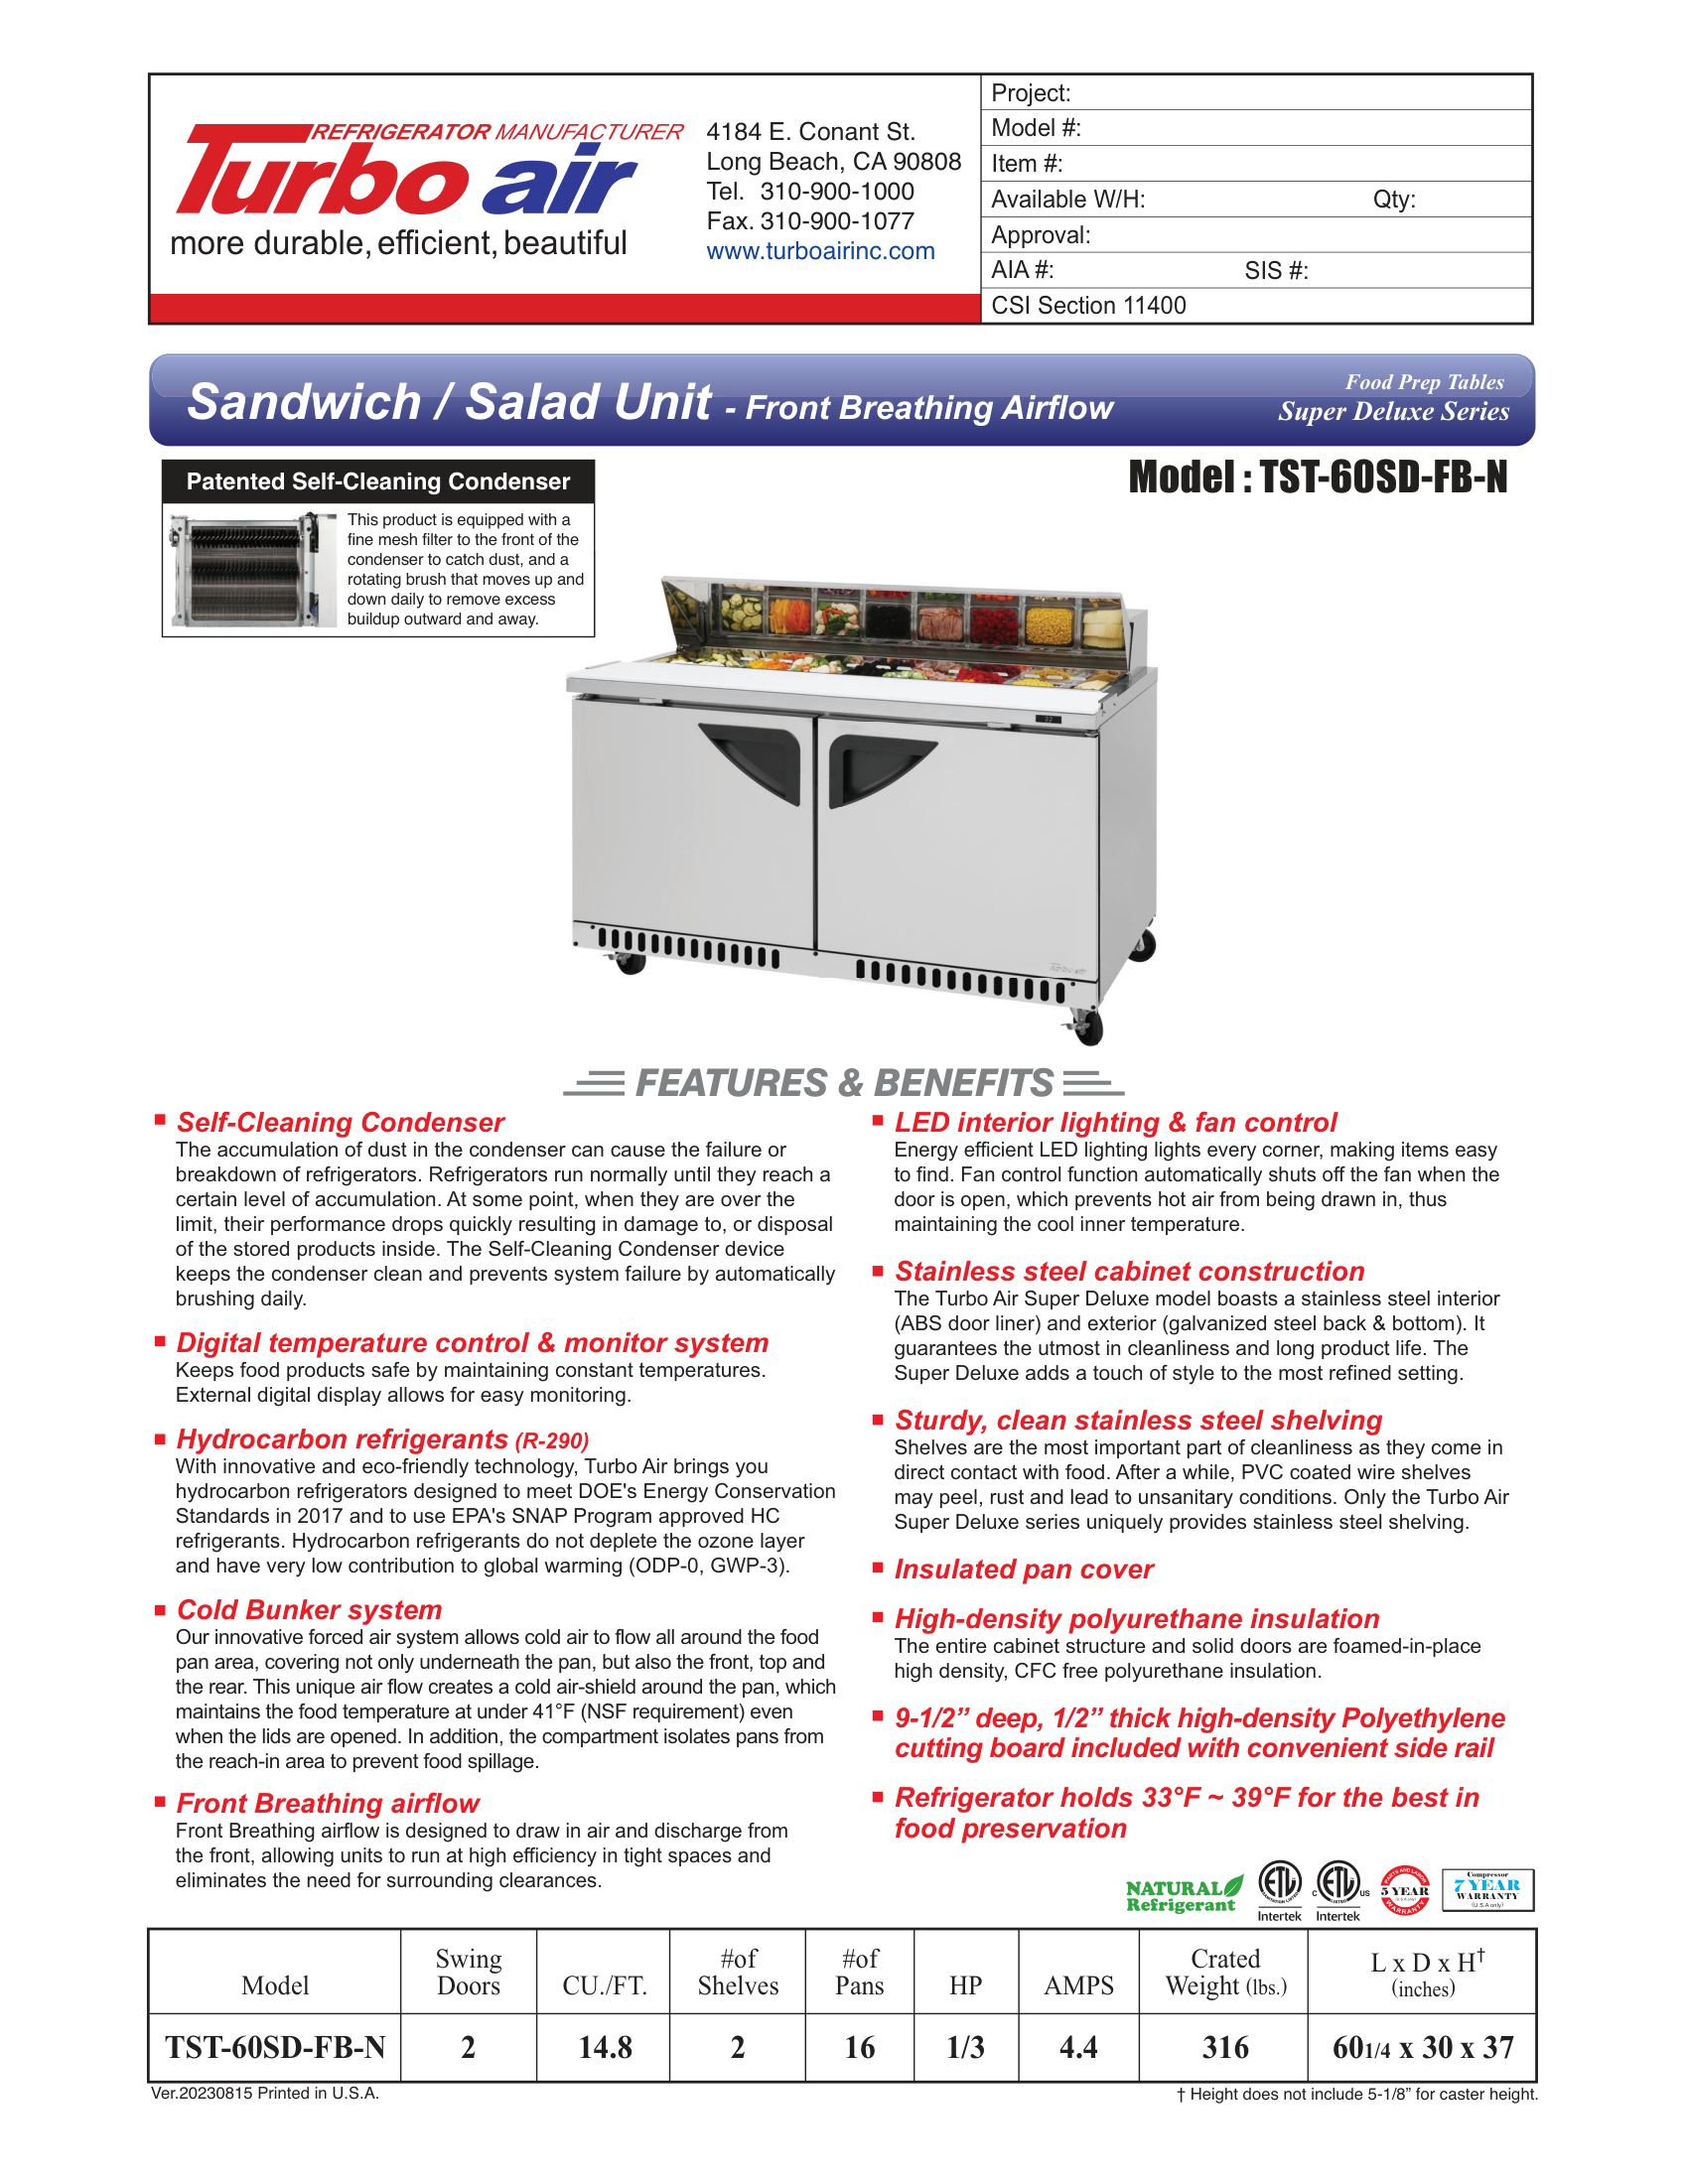 REFRIGERATOR MANUFACTURER
Turbo air
more durable, efficient, beautiful
4184 E. Conant St.
Long Beach, CA 90808
Tel. 310-900-1000
Fax. 310-900-1077
www.turboairinc.com
Project:
Model #:
Item #:
Available W/H: Qty:
Approval:
AIA #: SIS #:
CSI Section 11400
Sandwich / Salad Unit - Front Breathing Airflow
Food Prep Tables
Super Deluxe Series
Patented Self-Cleaning Condenser
This product is equipped with a
fine mesh filter to the front of the
condenser to catch dust, and a
rotating brush that moves up and
down daily to remove excess
buildup outward and away.
Model : TST-60SD-FB-N
Turbo air
FEATURES & BENEFITS
Self-Cleaning Condenser
The accumulation of dust in the condenser can cause the failure or
breakdown of refrigerators. Refrigerators run normally until they reach a
certain level of accumulation. At some point, when they are over the
limit, their performance drops quickly resulting in damage to, or disposal
of the stored products inside. The Self-Cleaning Condenser device
keeps the condenser clean and prevents system failure by automatically
brushing daily.
Digital temperature control & monitor system
Keeps food products safe by maintaining constant temperatures.
External digital display allows for easy monitoring.
Hydrocarbon refrigerants (R-290)
With innovative and eco-friendly technology, Turbo Air brings you
hydrocarbon refrigerators designed to meet DOE's Energy Conservation
Standards in 2017 and to use EPA's SNAP Program approved HC
refrigerants. Hydrocarbon refrigerants do not deplete the ozone layer
and have very low contribution to global warming (ODP-0, GWP-3).
Cold Bunker system
Our innovative forced air system allows cold air to flow all around the food
pan area, covering not only underneath the pan, but also the front, top and
the rear. This unique air flow creates a cold air-shield around the pan, which
maintains the food temperature at under 41°F (NSF requirement) even
when the lids are opened. In addition, the compartment isolates pans from
the reach-in area to prevent food spillage.
Front Breathing airflow
Front Breathing airflow is designed to draw in air and discharge from
the front, allowing units to run at high efficiency in tight spaces and
eliminates the need for surrounding clearances.
LED interior lighting & fan control
Energy efficient LED lighting lights every corner, making items easy
to find. Fan control function automatically shuts off the fan when the
door is open, which prevents hot air from being drawn in, thus
maintaining the cool inner temperature.
Stainless steel cabinet construction
The Turbo Air Super Deluxe model boasts a stainless steel interior
(ABS door liner) and exterior (galvanized steel back & bottom). It
guarantees the utmost in cleanliness and long product life. The
Super Deluxe adds a touch of style to the most refined setting.
Sturdy, clean stainless steel shelving
Shelves are the most important part of cleanliness as they come in
direct contact with food. After a while, PVC coated wire shelves
may peel, rust and lead to unsanitary conditions. Only the Turbo Air
Super Deluxe series uniquely provides stainless steel shelving.
Insulated pan cover
High-density polyurethane insulation
The entire cabinet structure and solid doors are foamed-in-place
high density, CFC free polyurethane insulation.
9-1/2” deep, 1/2” thick high-density Polyethylene
cutting board included with convenient side rail
Refrigerator holds 33°F ~ 39°F for the best in
food preservation
NATURAL
Refrigerant
ETL
SANITATION LISTED
Intertek
C ETL US
LISTED
Intertek
PARTS AND LABOR
5 YEAR
(U.S.A only)
WARRANTY
Compressor
7 YEAR
WARRANTY
(U.S.A only)
Model Swing Doors CU./FT. #of Shelves #of Pans HP AMPS Crated Weight (lbs.) L x D x H† (inches)
TST-60SD-FB-N 2 14.8 2 16 1/3 4.4 316 601/4 x 30 x 37
Ver.20230815 Printed in U.S.A.
† Height does not include 5-1/8” for caster height.